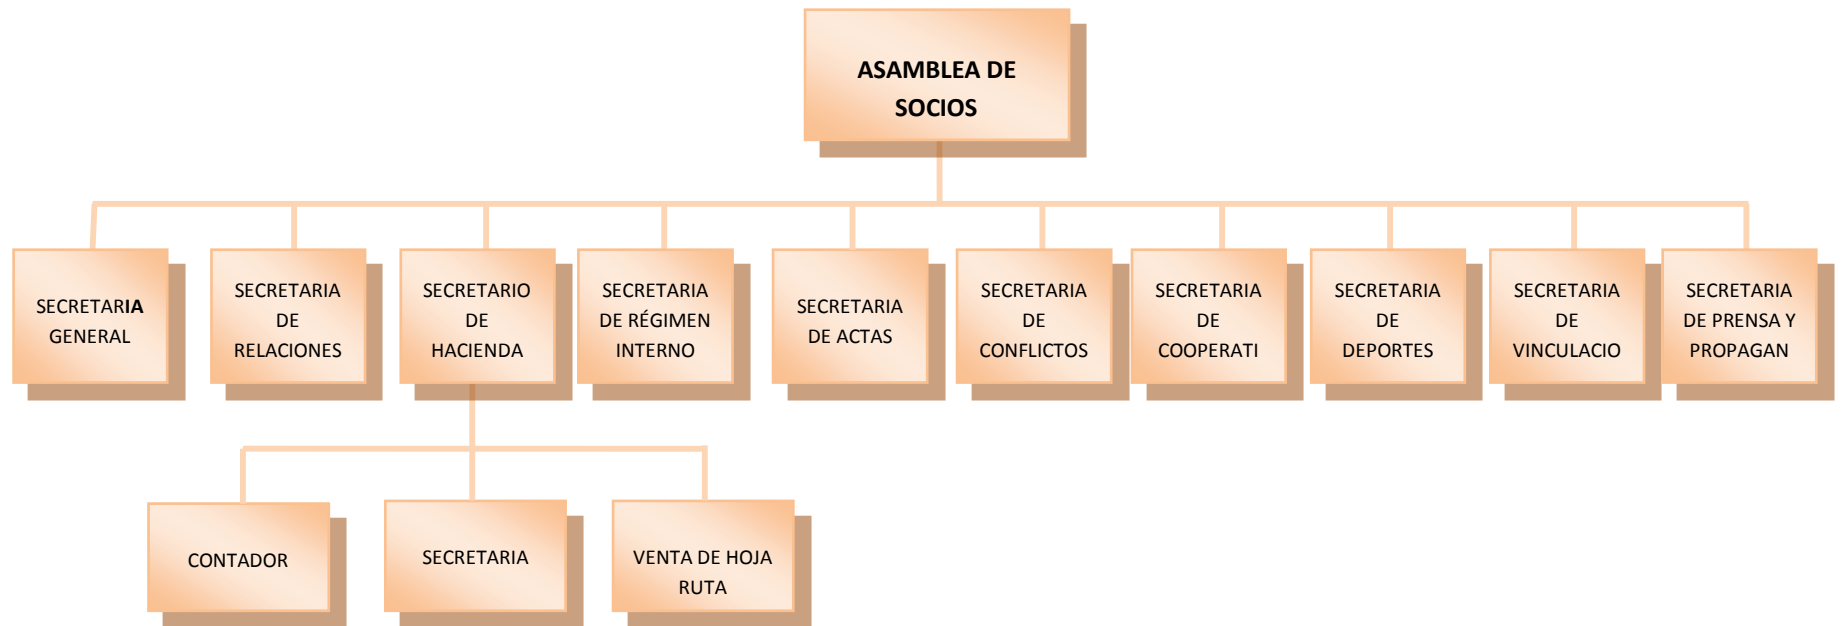 ASAMBLEA DE
SOCIOS
SECRETARIA
GENERAL
SECRETARIA
DE
RELACIONES
SECRETARIO
DE
HACIENDA
SECRETARIA
DE RÉGIMEN
INTERNO
SECRETARIA
DE ACTAS
SECRETARIA
DE
CONFLICTOS
SECRETARIA
DE
COOPERATI
SECRETARIA
DE
DEPORTES
SECRETARIA
DE
VINCULACIO
SECRETARIA
DE PRENSA Y
PROPAGAN
CONTADOR
SECRETARIA
VENTA DE HOJA
RUTA